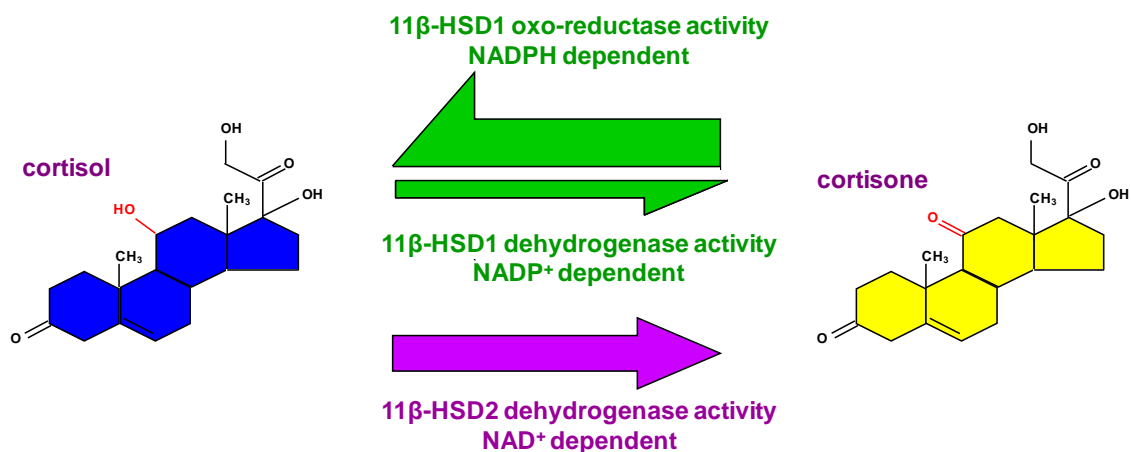 11β-HSD1 oxo-reductase activity
NADPH dependent
cortisol
OH
O
OH
CH₃
HO
CH₃
O
cortisone
OH
O
OH
CH₃
O
CH₃
O
11β-HSD1 dehydrogenase activity
NADP⁺ dependent
11β-HSD2 dehydrogenase activity
NAD⁺ dependent